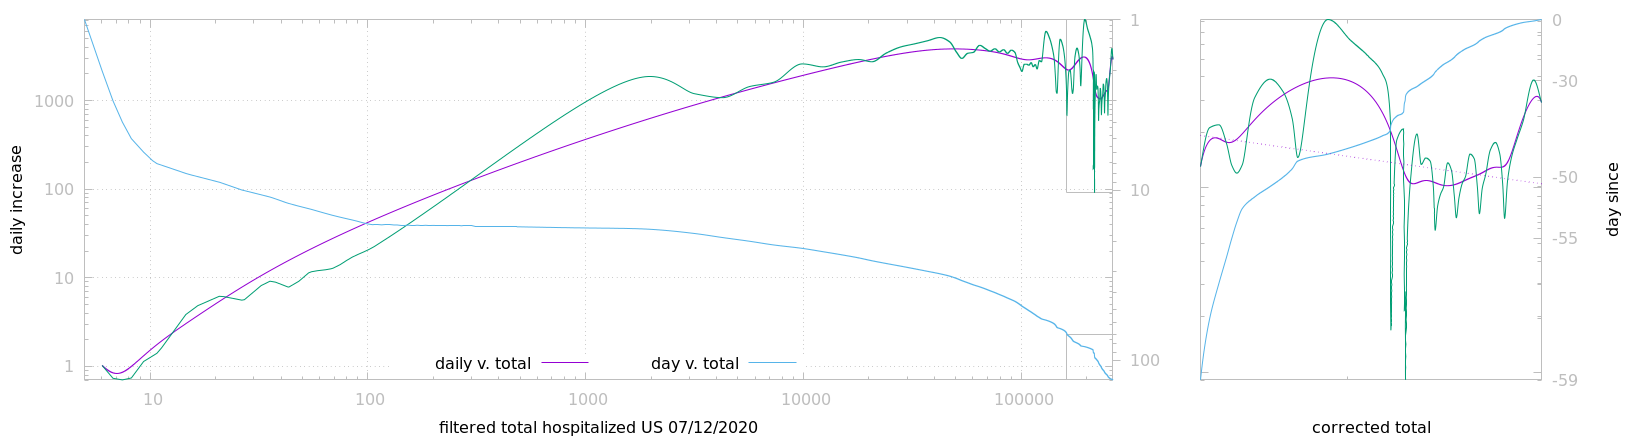 daily increase
1000
100
10
1
daily v. total
day v. total
10
100
1000
10000
100000
filtered total hospitalized US 07/12/2020
1
10
100
0
-30
-50
-55
-59
day since
corrected total